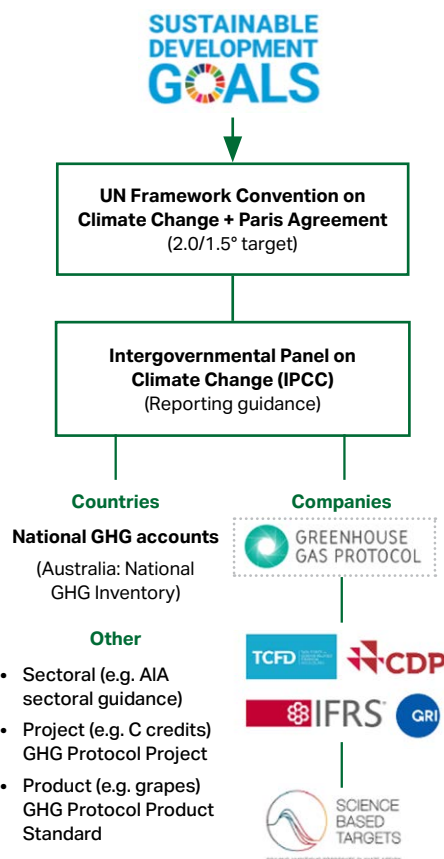 SUSTAINABLE
DEVELOPMENT
GOALS
UN Framework Convention on
Climate Change + Paris Agreement
(2.0/1.5° target)
Intergovernmental Panel on
Climate Change (IPCC)
(Reporting guidance)
Countries
National GHG accounts
(Australia: National
GHG Inventory)
Other
• Sectoral (e.g. AIA
sectoral guidance)
• Project (e.g. C credits)
GHG Protocol Project
• Product (e.g. grapes)
GHG Protocol Product
Standard
Companies
GREENHOUSE
GAS PROTOCOL
TCFD
CDP
IFRS
GRI
SCIENCE
BASED
TARGETS